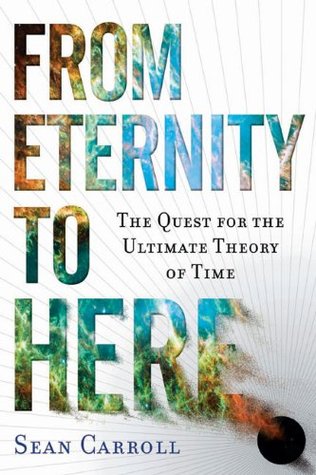 FROM
ETERNITY
TO
THE QUEST FOR THE
ULTIMATE THEORY
OF TIME
HERE
SEAN CARROLL